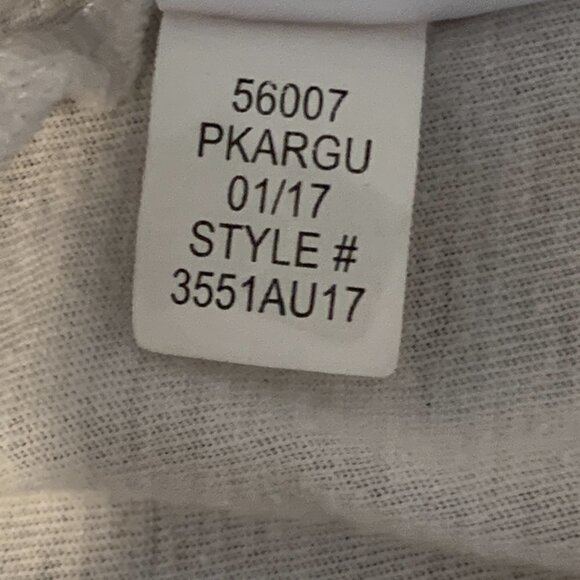 56007
PKARGU
01/17
STYLE #
3551AU17